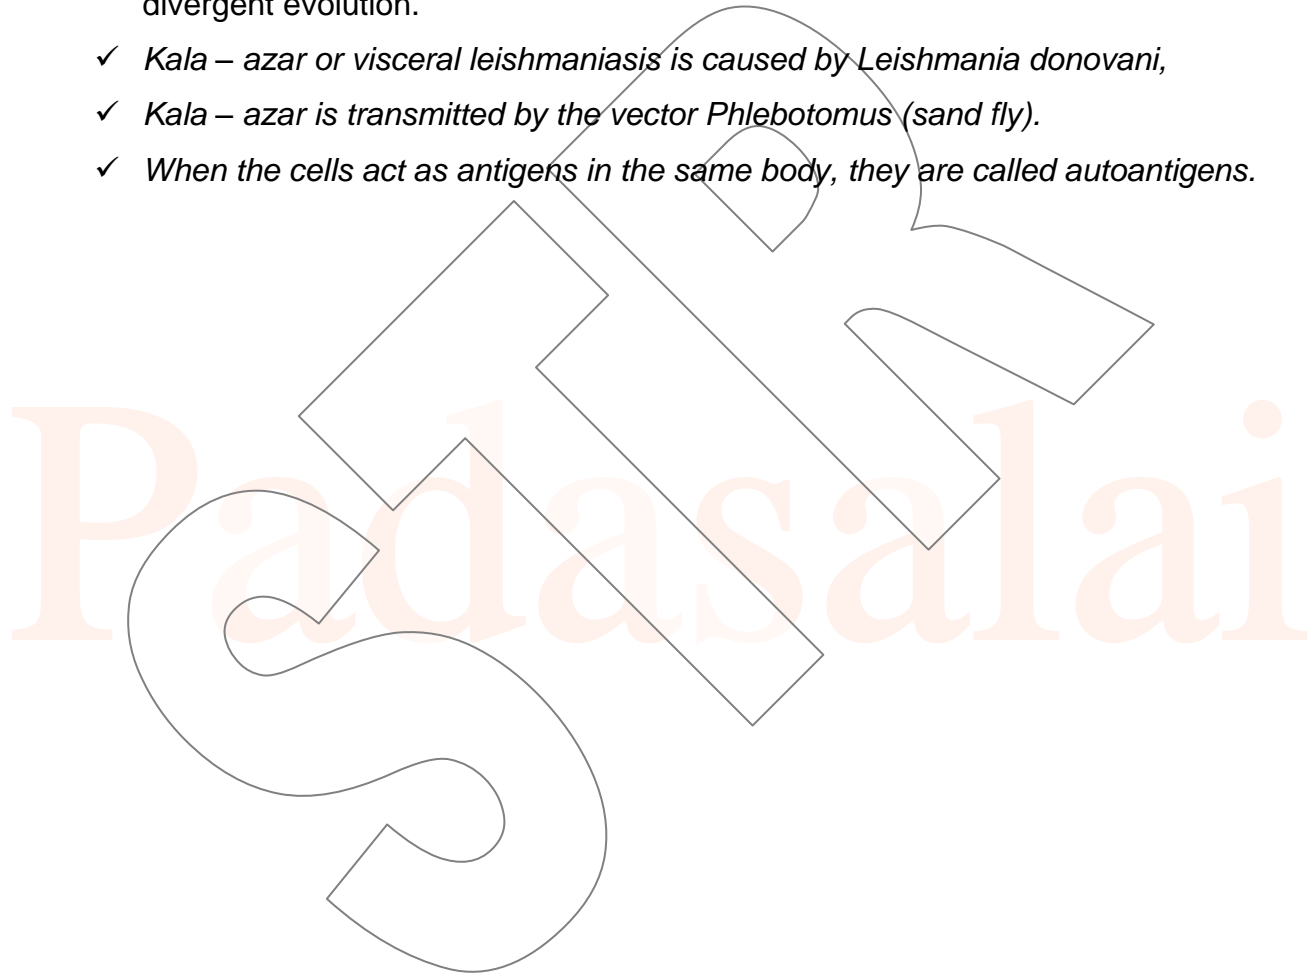 divergent evolution.
✓ Kala – azar or visceral leishmaniasis is caused by Leishmania donovani,
✓ Kala – azar is transmitted by the vector Phlebotomus (sand fly).
✓ When the cells act as antigens in the same body, they are called autoantigens.
STR
Padasalai